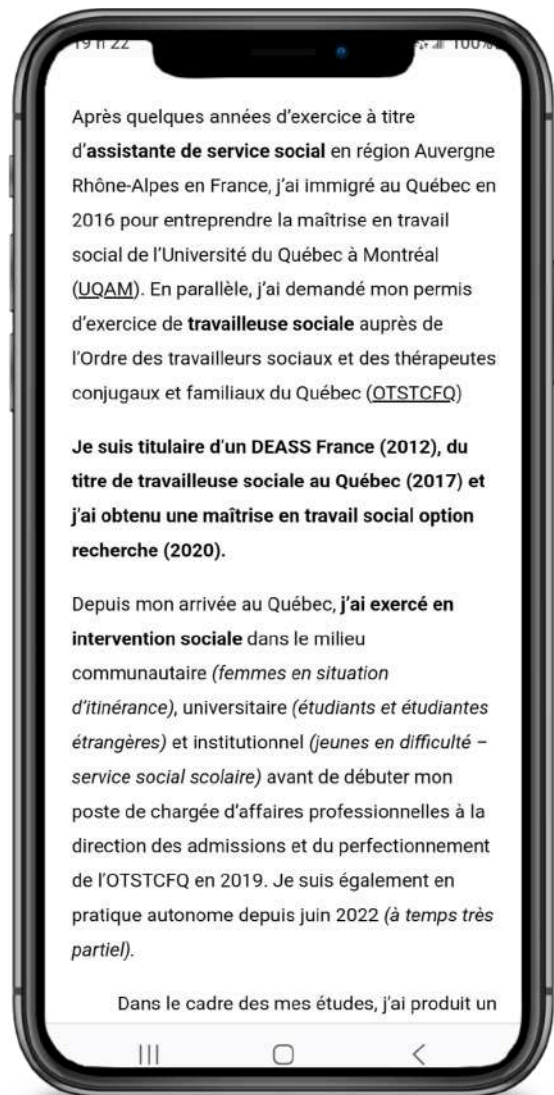 19 h 22
100%
Après quelques années d’exercice à titre
d’assistante de service social en région Auvergne
Rhône-Alpes en France, j’ai immigré au Québec en
2016 pour entreprendre la maîtrise en travail
social de l’Université du Québec à Montréal
(UQAM). En parallèle, j’ai demandé mon permis
d’exercice de travailleuse sociale auprès de
l’Ordre des travailleurs sociaux et des thérapeutes
conjugaux et familiaux du Québec (OTSTCFQ)
Je suis titulaire d’un DEASS France (2012), du
titre de travailleuse sociale au Québec (2017) et
j’ai obtenu une maîtrise en travail social option
recherche (2020).
Depuis mon arrivée au Québec, j’ai exercé en
intervention sociale dans le milieu
communautaire (femmes en situation
d’itinérance), universitaire (étudiants et étudiantes
étrangères) et institutionnel (jeunes en difficulté –
service social scolaire) avant de débuter mon
poste de chargée d’affaires professionnelles à la
direction des admissions et du perfectionnement
de l’OTSTCFQ en 2019. Je suis également en
pratique autonome depuis juin 2022 (à temps très
partiel).
Dans le cadre des mes études, j’ai produit un